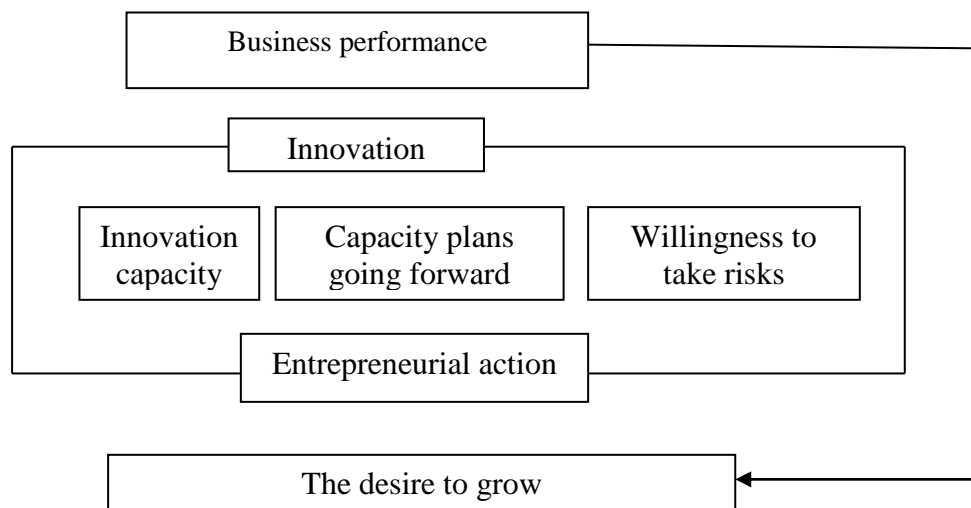 Business performance
Innovation
Innovation
capacity
Capacity plans
going forward
Willingness to
take risks
Entrepreneurial action
The desire to grow